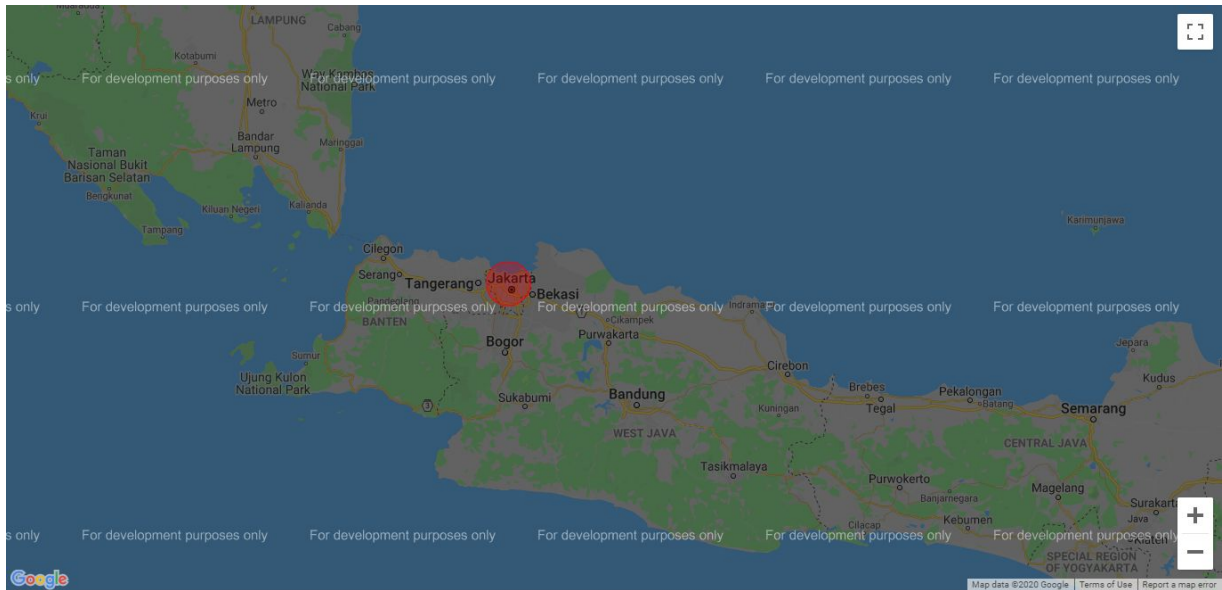 Muaradua
LAMPUNG
Cabang
Kotabumi
s only
For development purposes only
For development purposes only
For development purposes only
For development purposes only
For development purposes only
Way Kambas
National Park
Metro
Krui
Bandar
Lampung
Maringgai
Taman
Nasional Bukit
Barisan Selatan
Bengkunat
Kiluan Negeri
Kalianda
Tampang
Karimunjawa
Cilegon
Serang
Tangerang
Jakarta
Bekasi
s only
For development purposes only
For development purposes only
For development purposes only
For development purposes only
For development purposes only
Pandeglang
BANTEN
Cikampek
Purwakarta
Bogor
Jepara
Sumur
Ujung Kulon
National Park
3
Cirebon
Kudus
Sukabumi
Bandung
Brebes
Tegal
Pekalongan
Batang
Semarang
Kuningan
WEST JAVA
CENTRAL JAVA
Tasikmalaya
Purwokerto
Banjarnegara
Magelang
Surakart
Java
Cilacap
Kebumen
s only
For development purposes only
For development purposes only
For development purposes only
For development purposes only
For development purposes only
Klaten
SPECIAL REGION
OF YOGYAKARTA
Google
Map data ©2020 Google
Terms of Use
Report a map error